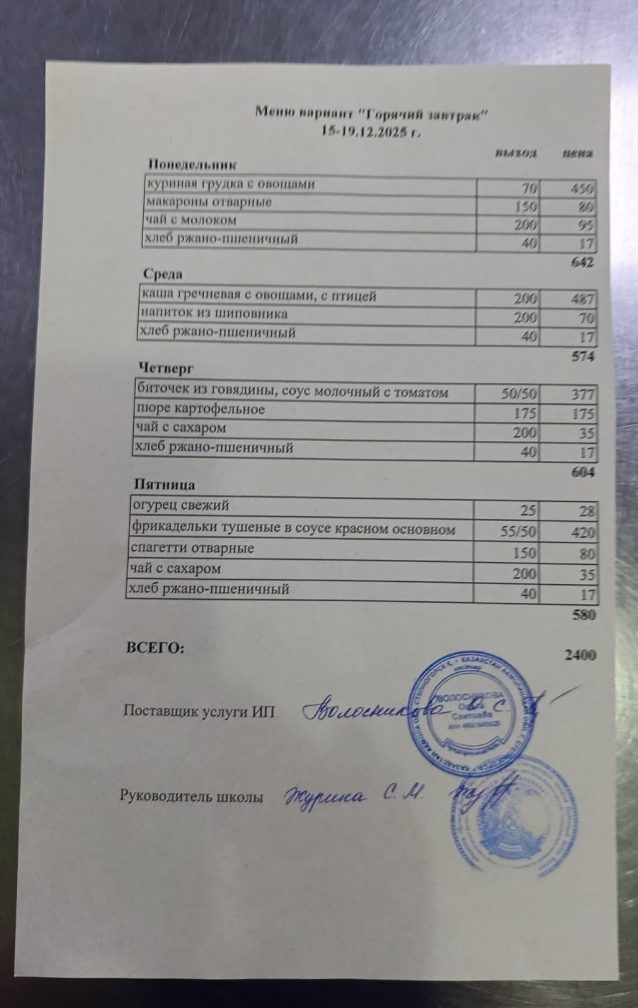 Меню вариант "Горячий завтрак"
15-19.12.2025 г.
выход цена
Понедельник
куриная грудка с овощами 70 450
макароны отварные 150 80
чай с молоком 200 95
хлеб ржано-пшеничный 40 17
642
Среда
каша гречневая с овощами, с птицей 200 487
напиток из шиповника 200 70
хлеб ржано-пшеничный 40 17
574
Четверг
биточек из говядины, соус молочный с томатом 50/50 377
пюре картофельное 175 175
чай с сахаром 200 35
хлеб ржано-пшеничный 40 17
604
Пятница
огурец свежий 25 28
фрикадельки тушеные в соусе красном основном 55/50 420
спагетти отварные 150 80
чай с сахаром 200 35
хлеб ржано-пшеничный 40 17
580
ВСЕГО: 2400
Поставщик услуги ИП Волосникова О. С.
ВОЛОСНИКОВА
Руководитель школы Журина С.М.